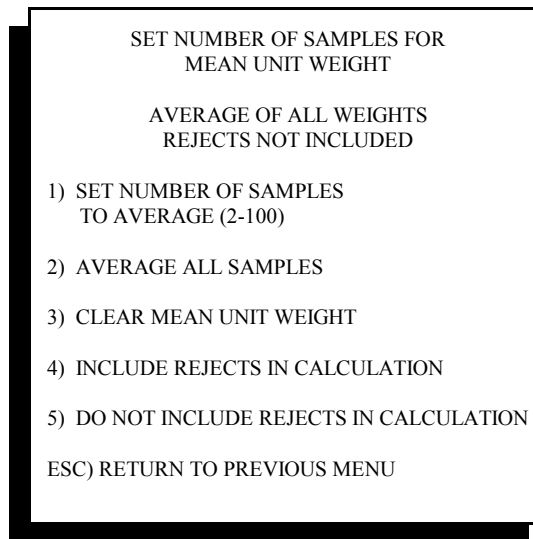 SET NUMBER OF SAMPLES FOR
MEAN UNIT WEIGHT
AVERAGE OF ALL WEIGHTS
REJECTS NOT INCLUDED
1) SET NUMBER OF SAMPLES
TO AVERAGE (2-100)
2) AVERAGE ALL SAMPLES
3) CLEAR MEAN UNIT WEIGHT
4) INCLUDE REJECTS IN CALCULATION
5) DO NOT INCLUDE REJECTS IN CALCULATION
ESC) RETURN TO PREVIOUS MENU